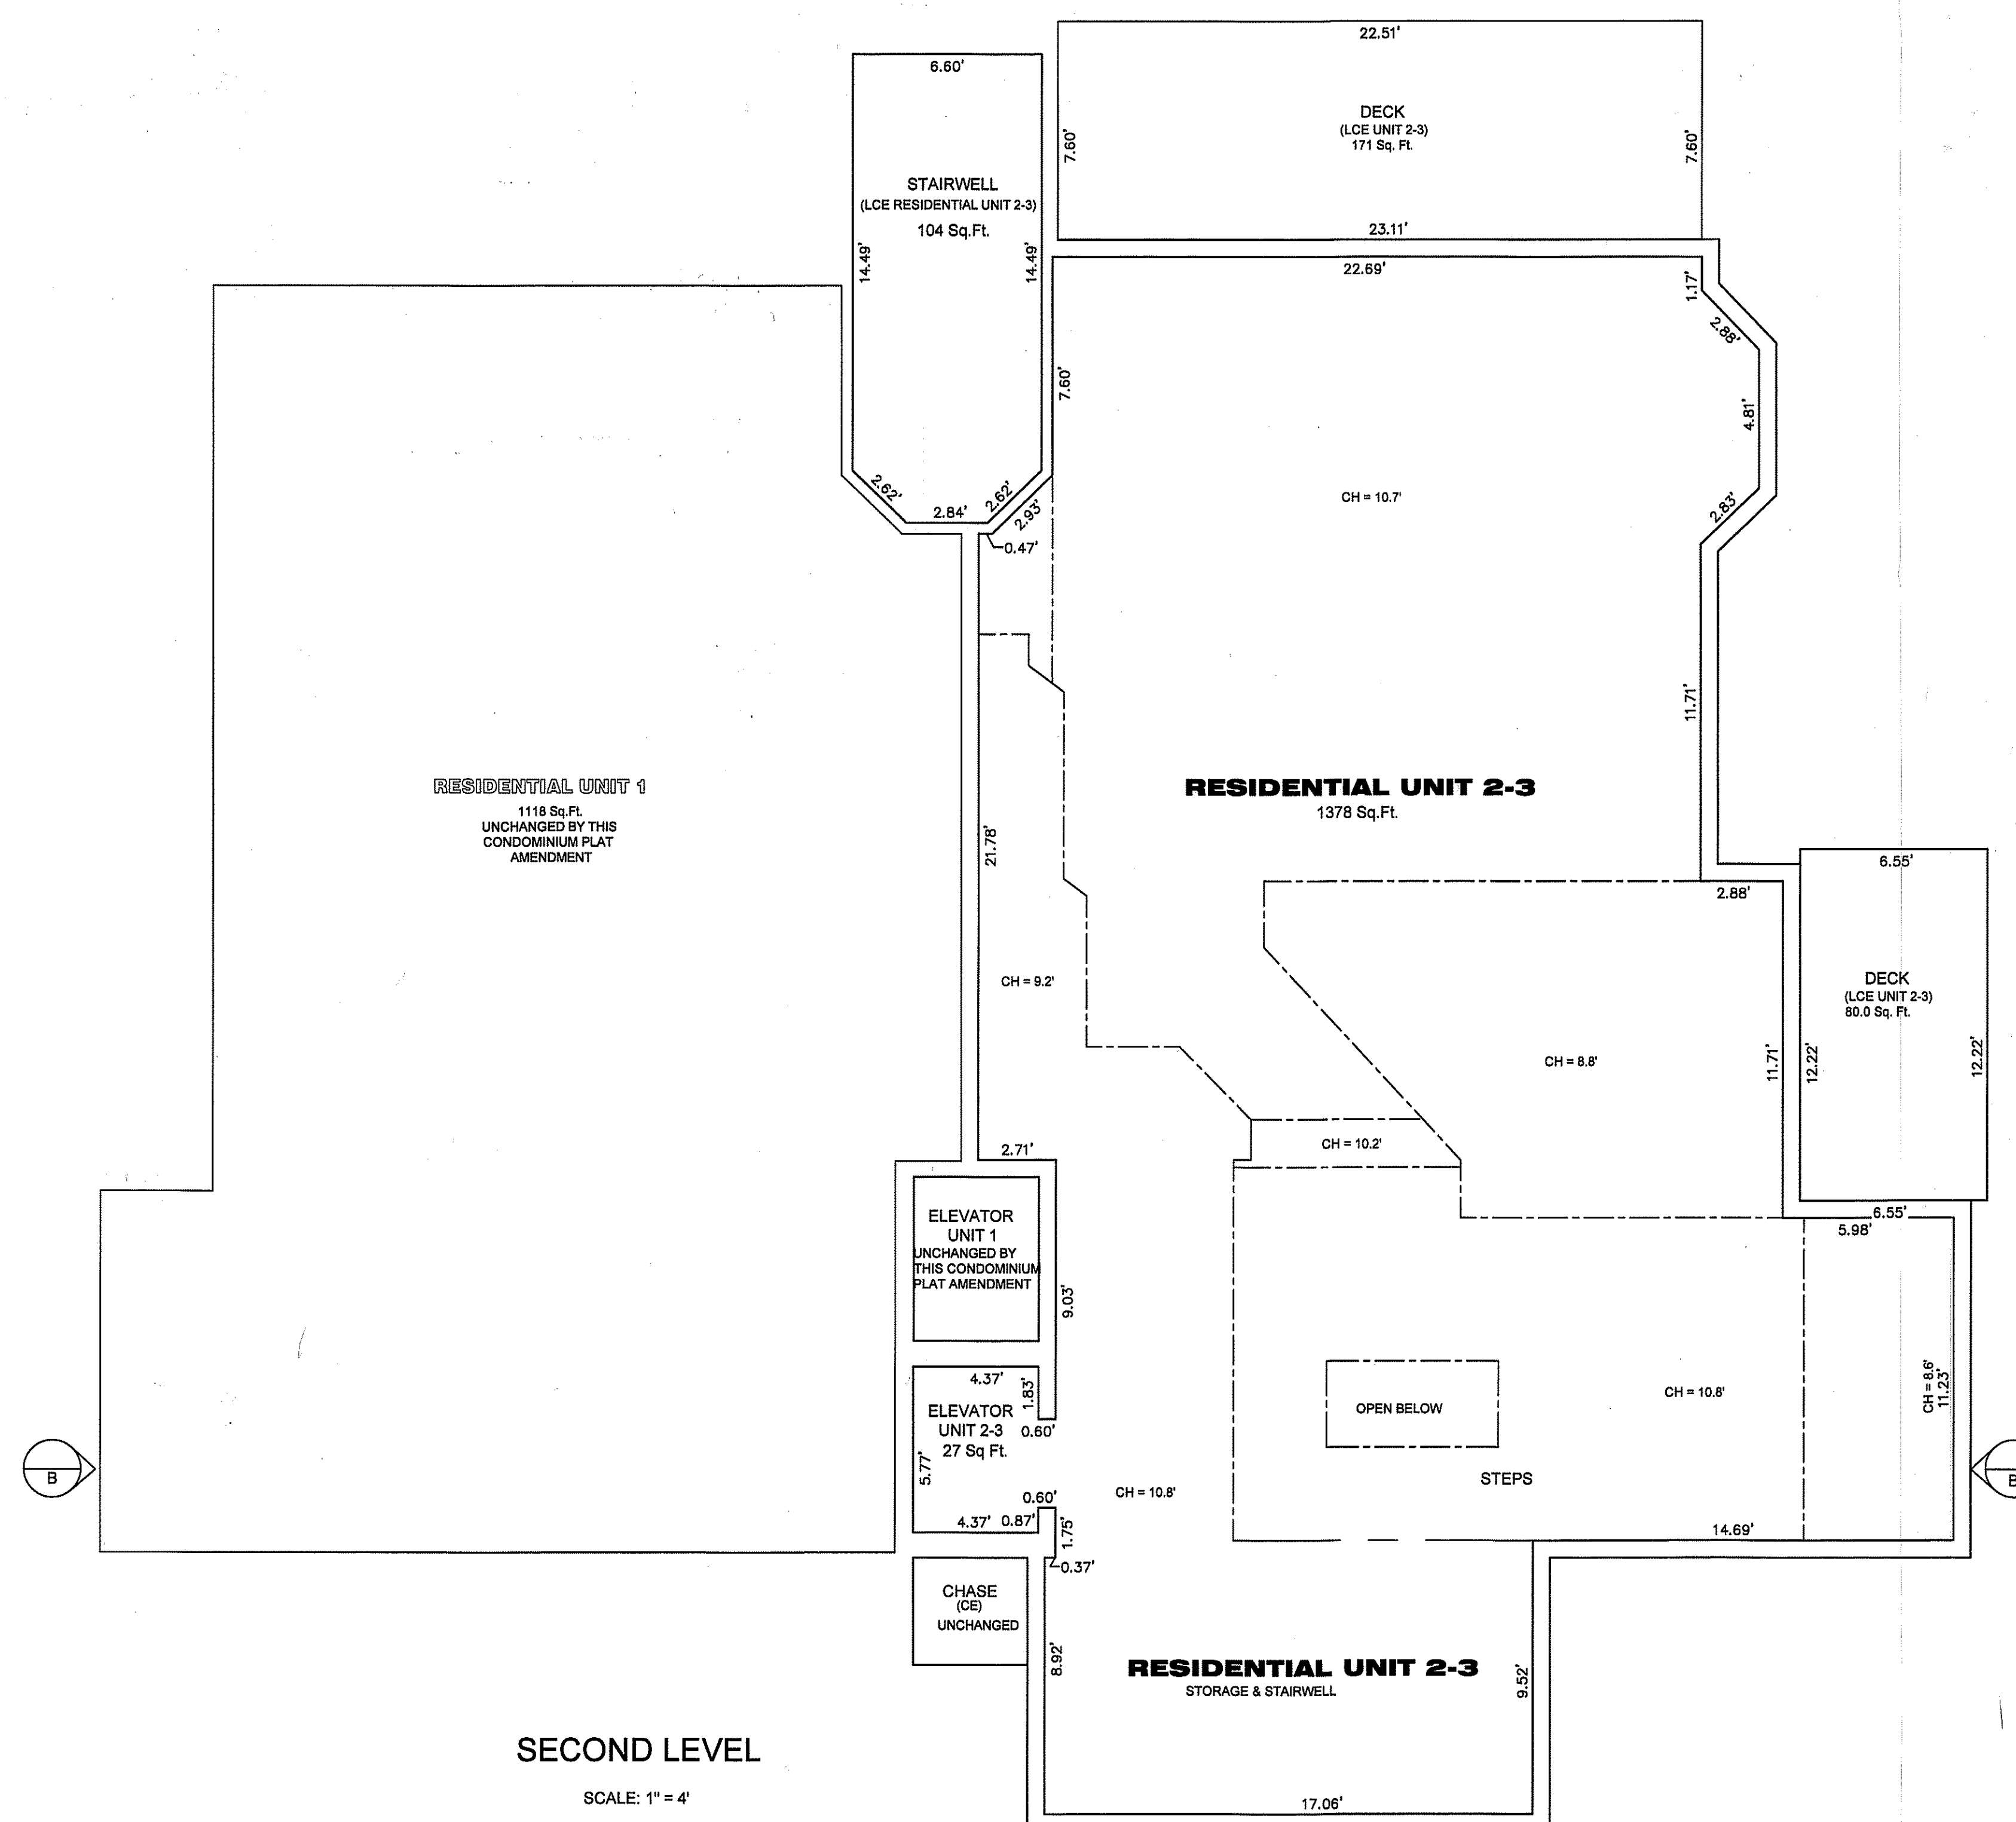 22.51'
6.60'
DECK
(LCE UNIT 2-3)
171 Sq. Ft.
7.60'
7.60'
STAIRWELL
(LCE RESIDENTIAL UNIT 2-3)
104 Sq.Ft.
23.11'
14.49'
14.49'
22.69'
1.17'
2.88'
7.60'
4.81'
2.62'
2.84'
2.62'
2.93'
0.47'
CH = 10.7'
2.83'
11.71'
RESIDENTIAL UNIT 1
1118 Sq.Ft.
UNCHANGED BY THIS
CONDOMINIUM PLAT
AMENDMENT
RESIDENTIAL UNIT 2-3
1378 Sq.Ft.
21.78'
6.55'
2.88'
CH = 9.2'
DECK
(LCE UNIT 2-3)
80.0 Sq. Ft.
CH = 8.8'
11.71'
12.22'
12.22'
CH = 10.2'
2.71'
ELEVATOR
UNIT 1
UNCHANGED BY
THIS CONDOMINIUM
PLAT AMENDMENT
6.55'
5.98'
9.03'
4.37'
1.83'
ELEVATOR
UNIT 2-3
27 Sq Ft.
0.60'
5.77'
OPEN BELOW
CH = 10.8'
CH = 8.6'
11.23'
B
B
STEPS
CH = 10.8'
0.60'
4.37'
0.87'
1.75'
0.37'
14.69'
CHASE
(CE)
UNCHANGED
8.92'
RESIDENTIAL UNIT 2-3
STORAGE & STAIRWELL
9.52'
SECOND LEVEL
SCALE: 1" = 4'
17.06'